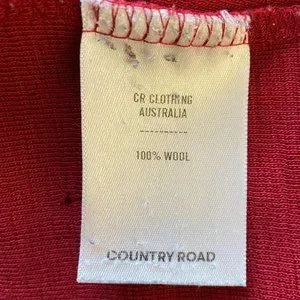 CR CLOTHING
AUSTRALIA
----------
100% WOOL
COUNTRY ROAD